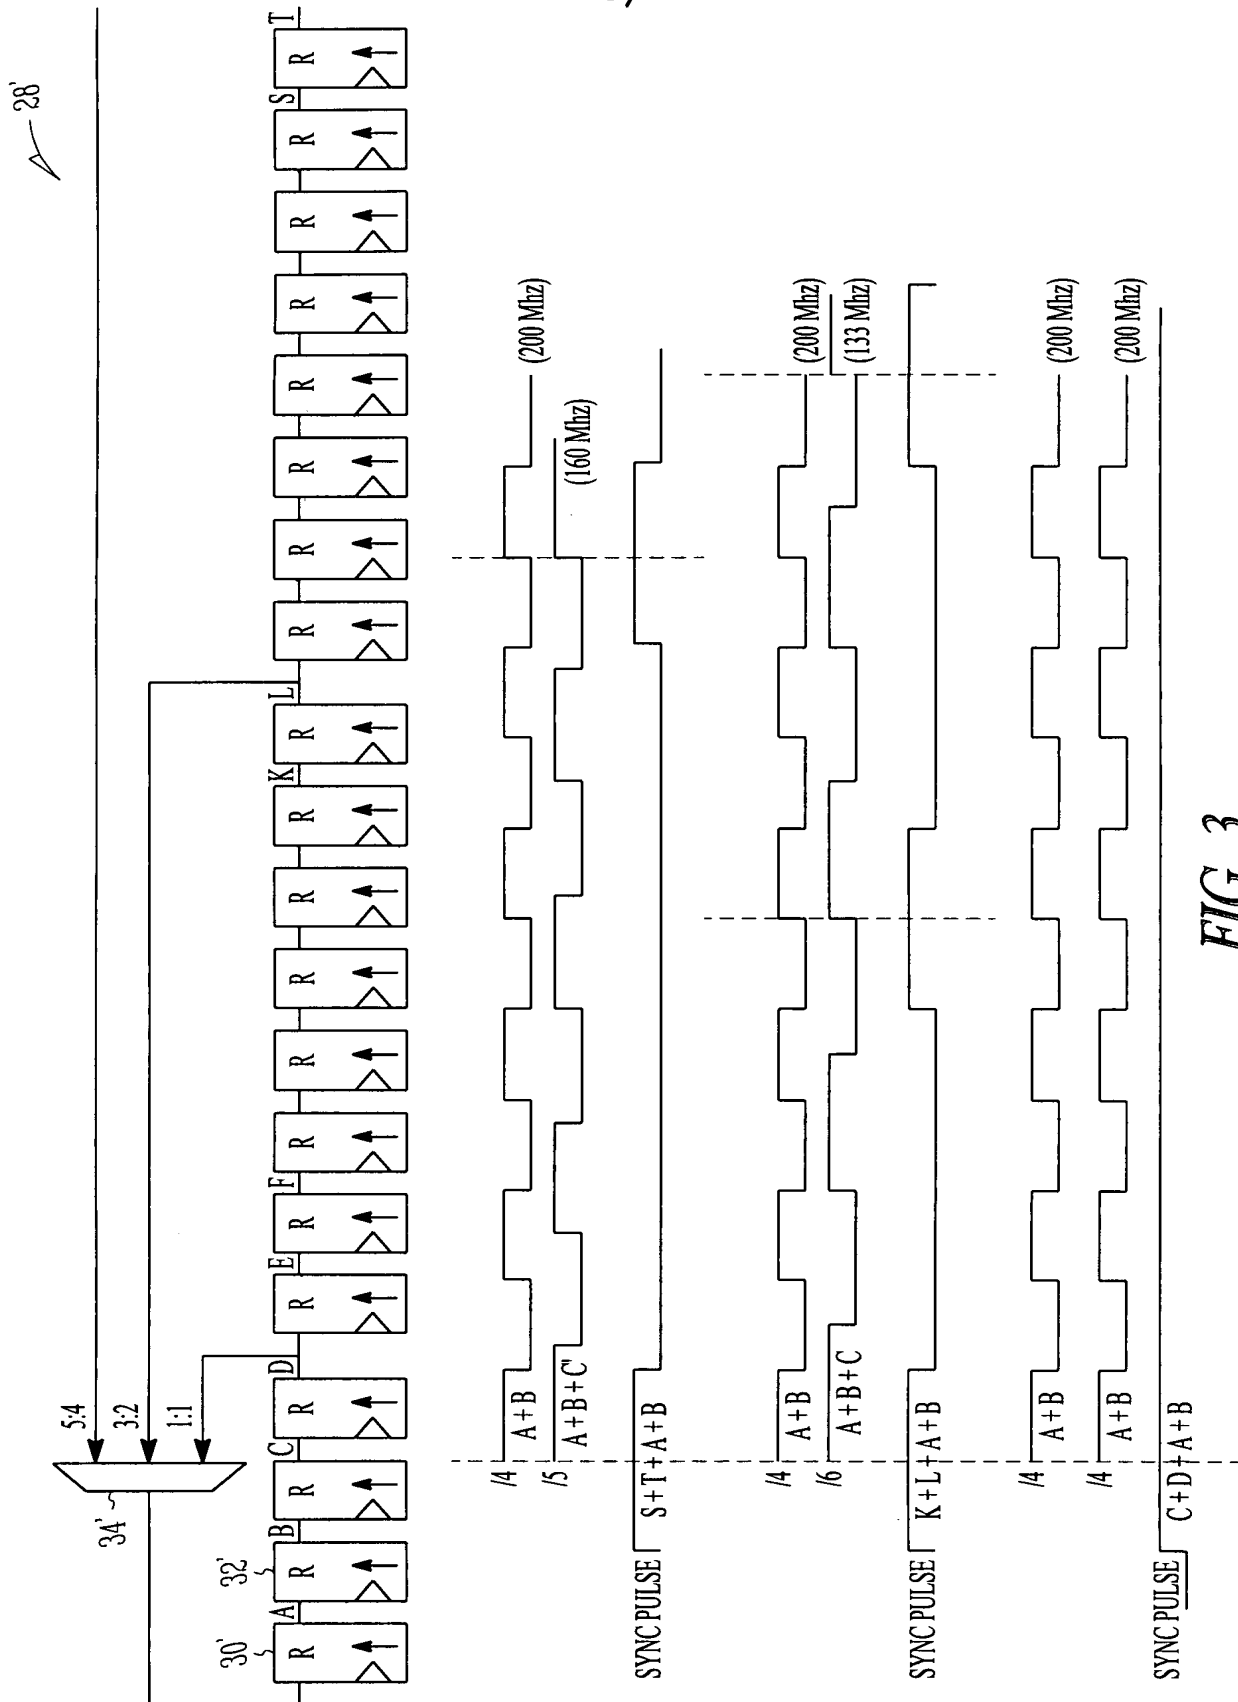 28'
5:4
34'
3:2
1:1
30' 32'
A B C D E F K L S T
R R R R R R R R R R R R R R R R R R R R
/4 A+B (200 Mhz)
/5 A+B+C" (160 Mhz)
SYNC PULSE S+T+A+B
/4 A+B (200 Mhz)
/6 A+B+C (133 Mhz)
SYNC PULSE K+L+A+B
/4 A+B (200 Mhz)
/4 A+B (200 Mhz)
SYNC PULSE C+D+A+B
FIG. 3